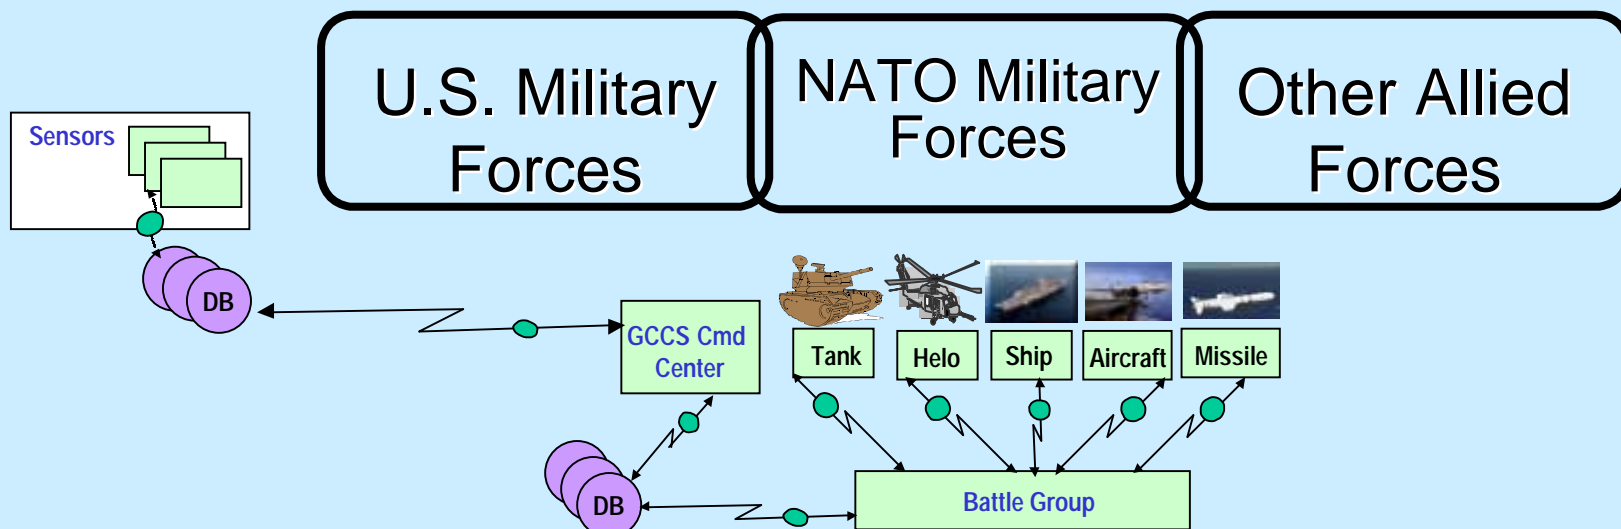 U.S. Military
Forces
NATO Military
Forces
Other Allied
Forces
Sensors
DB
GCCS Cmd
Center
Tank
Helo
Ship
Aircraft
Missile
DB
Battle Group